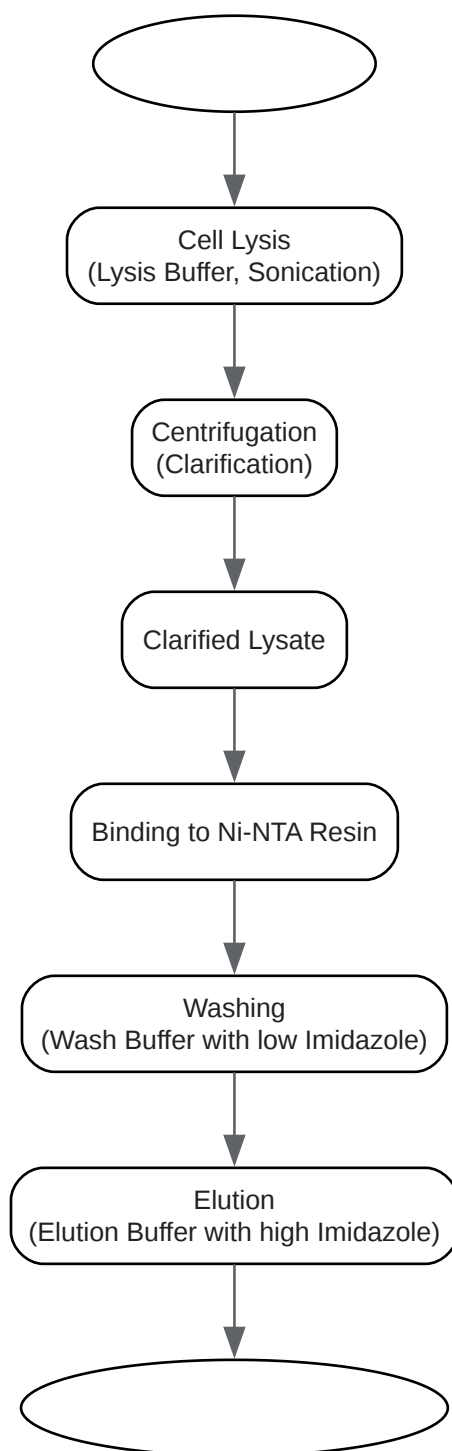 Cell Lysis
(Lysis Buffer, Sonication)
Centrifugation
(Clarification)
Clarified Lysate
Binding to Ni-NTA Resin
Washing
(Wash Buffer with low Imidazole)
Elution
(Elution Buffer with high Imidazole)